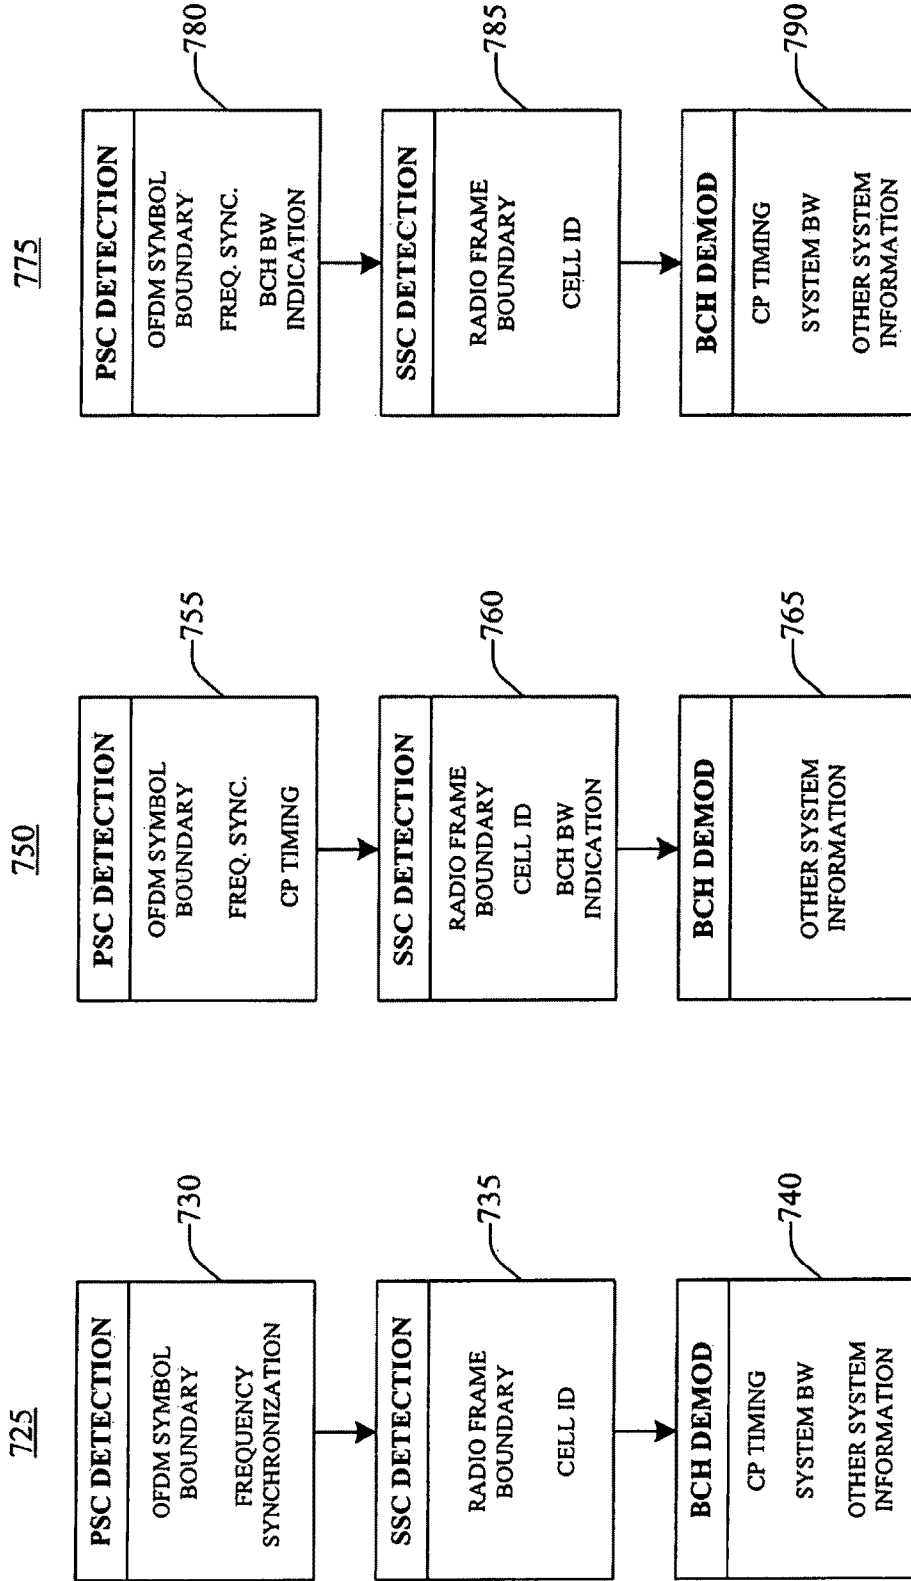 725
PSC DETECTION
OFDM SYMBOL
BOUNDARY
FREQUENCY
SYNCHRONIZATION
730
SSC DETECTION
RADIO FRAME
BOUNDARY
CELL ID
735
BCH DEMOD
CP TIMING
SYSTEM BW
OTHER SYSTEM
INFORMATION
740
750
PSC DETECTION
OFDM SYMBOL
BOUNDARY
FREQ. SYNC.
CP TIMING
755
SSC DETECTION
RADIO FRAME
BOUNDARY
CELL ID
BCH BW
INDICATION
760
BCH DEMOD
OTHER SYSTEM
INFORMATION
765
775
PSC DETECTION
OFDM SYMBOL
BOUNDARY
FREQ. SYNC.
BCH BW
INDICATION
780
SSC DETECTION
RADIO FRAME
BOUNDARY
CELL ID
785
BCH DEMOD
CP TIMING
SYSTEM BW
OTHER SYSTEM
INFORMATION
790